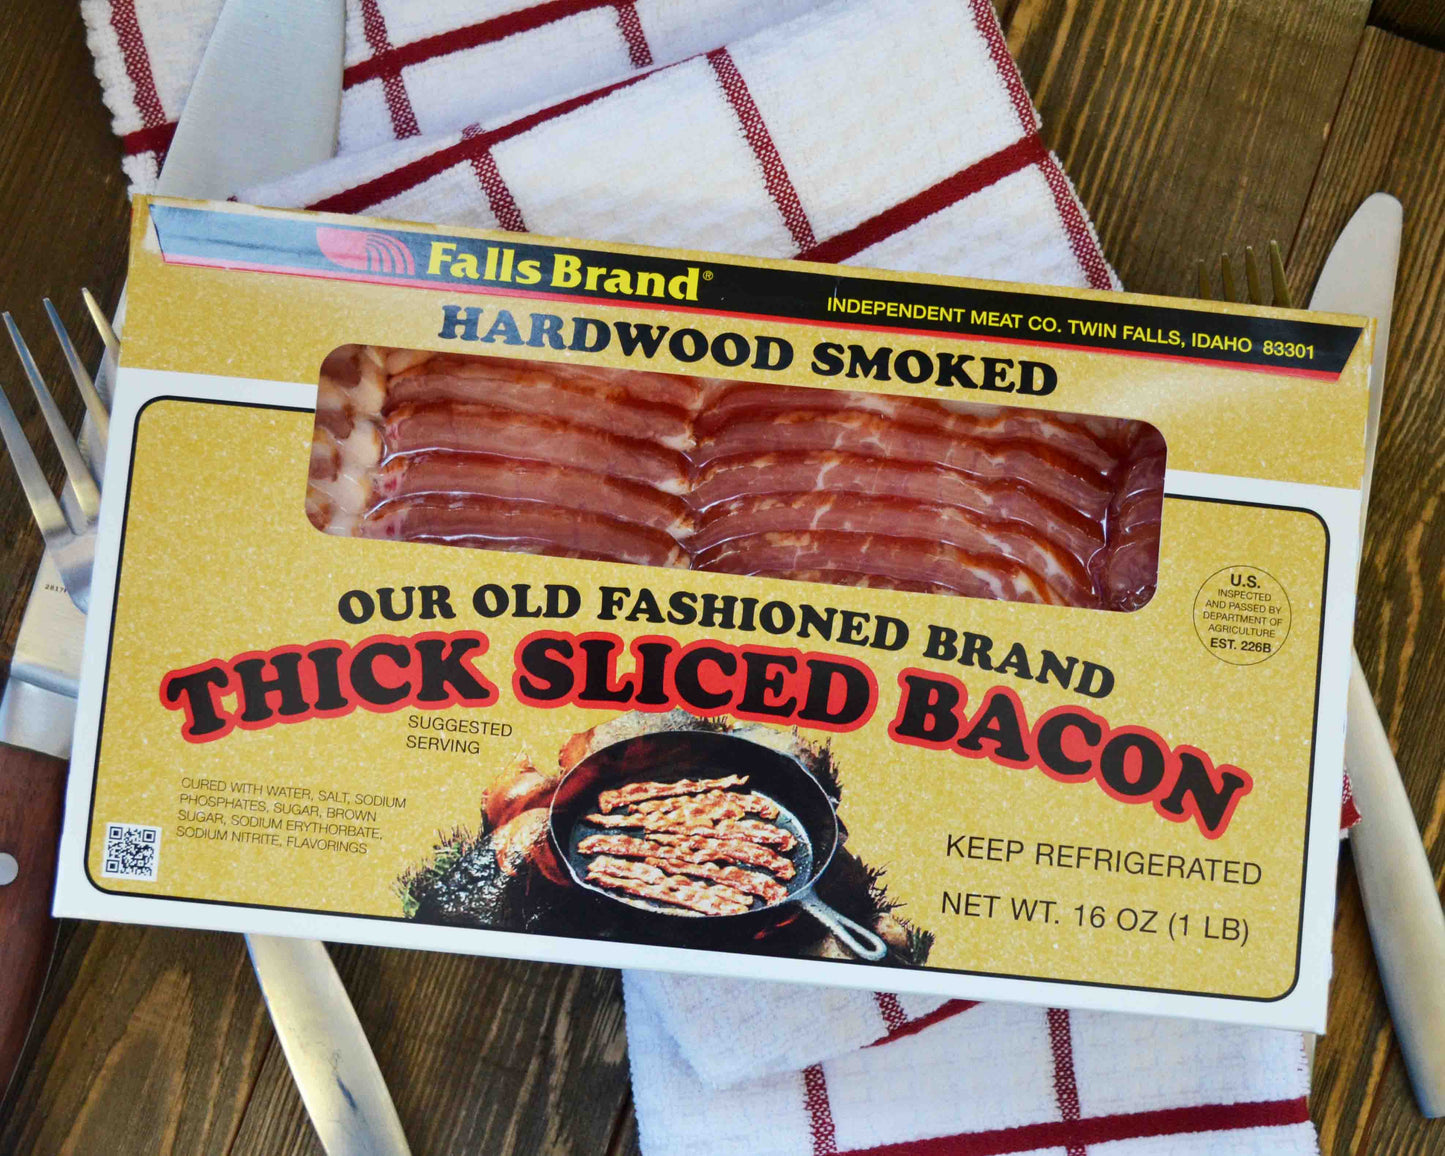 Falls Brand®
INDEPENDENT MEAT CO. TWIN FALLS, IDAHO 83301
HARDWOOD SMOKED
OUR OLD FASHIONED BRAND
THICK SLICED BACON
U.S.
INSPECTED
AND PASSED BY
DEPARTMENT OF
AGRICULTURE
EST. 226B
SUGGESTED
SERVING
CURED WITH WATER, SALT, SODIUM
PHOSPHATES, SUGAR, BROWN
SUGAR, SODIUM ERYTHORBATE,
SODIUM NITRITE, FLAVORINGS
KEEP REFRIGERATED
NET WT. 16 OZ (1 LB)